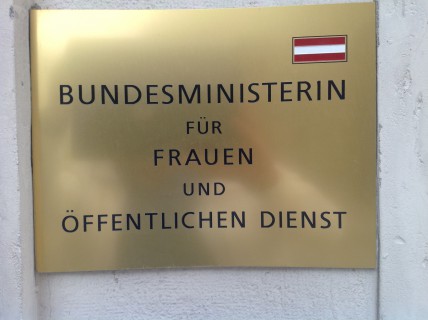 BUNDESMINISTERIN
FÜR
FRAUEN
UND
ÖFFENTLICHEN DIENST